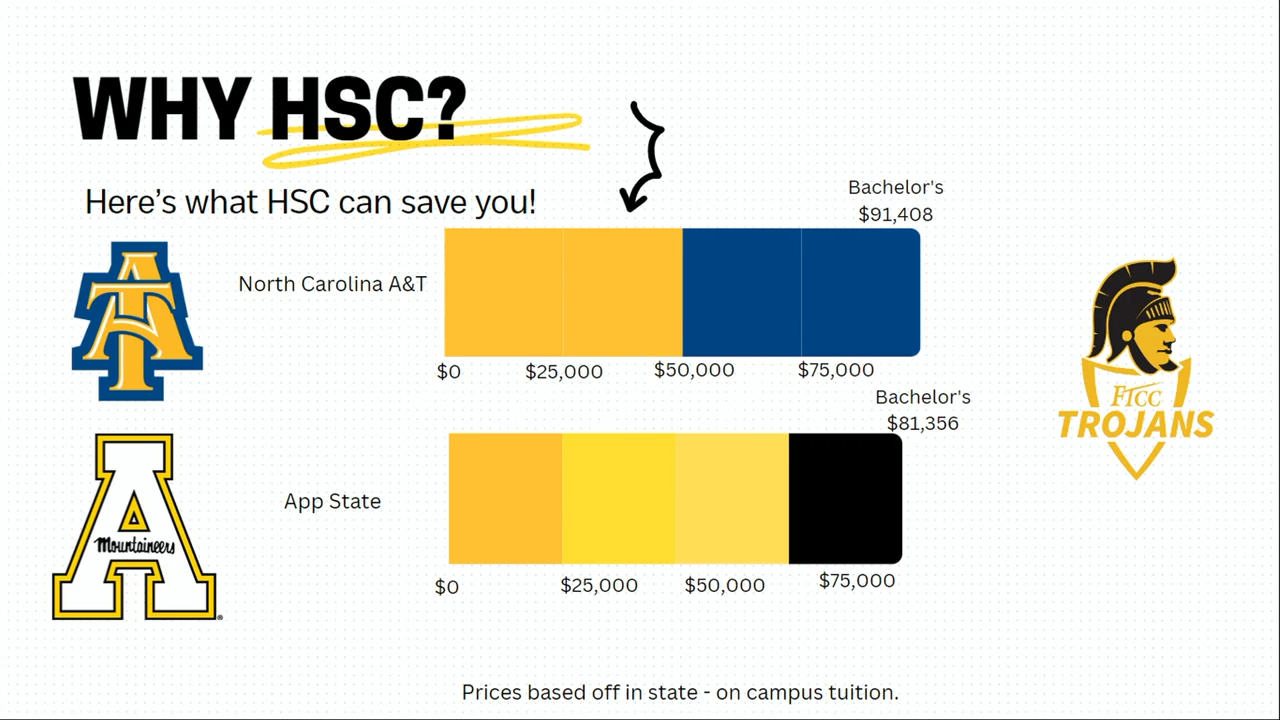 WHY HSC?
Here’s what HSC can save you!
Bachelor's
$91,408
North Carolina A&T
$0 $25,000 $50,000 $75,000
Bachelor's
$81,356
App State
$0 $25,000 $50,000 $75,000
Prices based off in state - on campus tuition.
AT
A
Mountaineers
®
FTCC
TROJANS